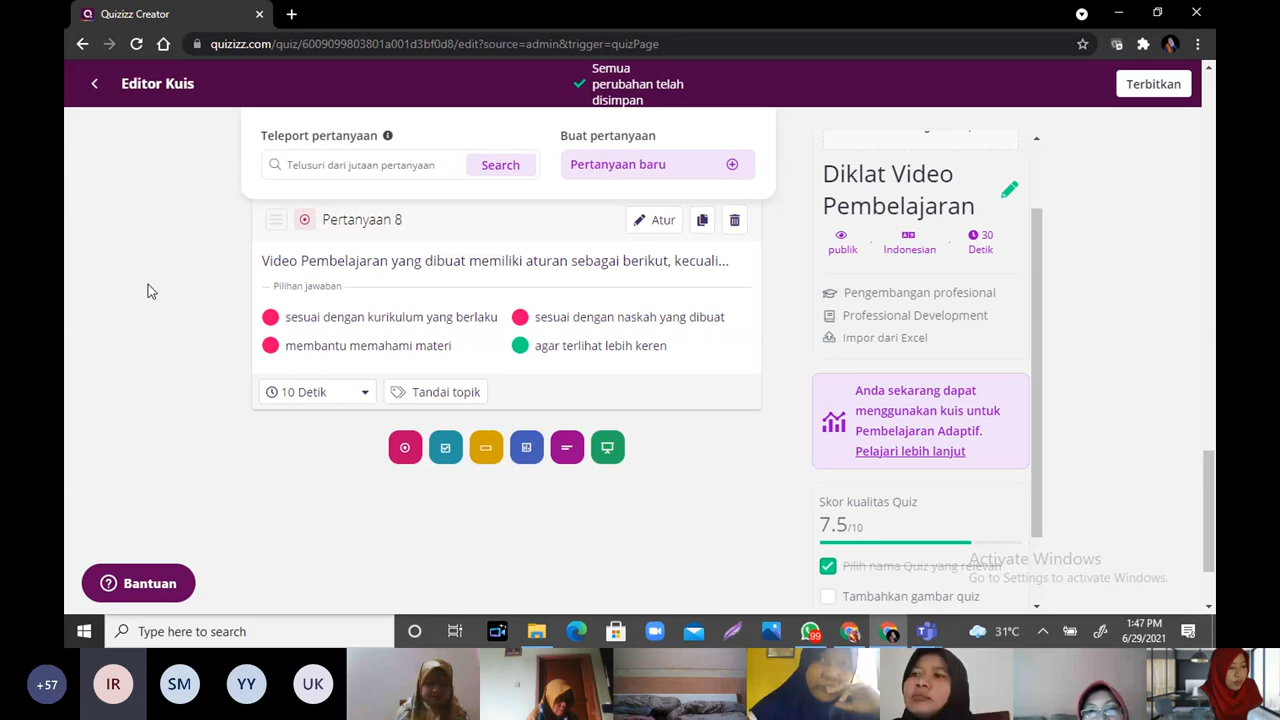 Quizizz Creator
quizizz.com/quiz/6009099803801a001d3bf0d8/edit?source=admin&trigger=quizPage
Editor Kuis
Semua
perubahan telah
disimpan
Terbitkan
Teleport pertanyaan
Buat pertanyaan
Telusuri dari jutaan pertanyaan
Search
Pertanyaan baru
Pertanyaan 8
Atur
Video Pembelajaran yang dibuat memiliki aturan sebagai berikut, kecuali...
Pilihan jawaban
sesuai dengan kurikulum yang berlaku
sesuai dengan naskah yang dibuat
membantu memahami materi
agar terlihat lebih keren
10 Detik
Tandai topik
Diklat Video
Pembelajaran
publik
Indonesian
30
Detik
Pengembangan profesional
Professional Development
Impor dari Excel
Anda sekarang dapat
menggunakan kuis untuk
Pembelajaran Adaptif.
Pelajari lebih lanjut
Skor kualitas Quiz
7.5/10
Pilih nama Quiz yang relevan
Tambahkan gambar quiz
Activate Windows
Go to Settings to activate Windows.
Bantuan
Type here to search
99
31°C
1:47 PM
6/29/2021
+57
IR
SM
YY
UK